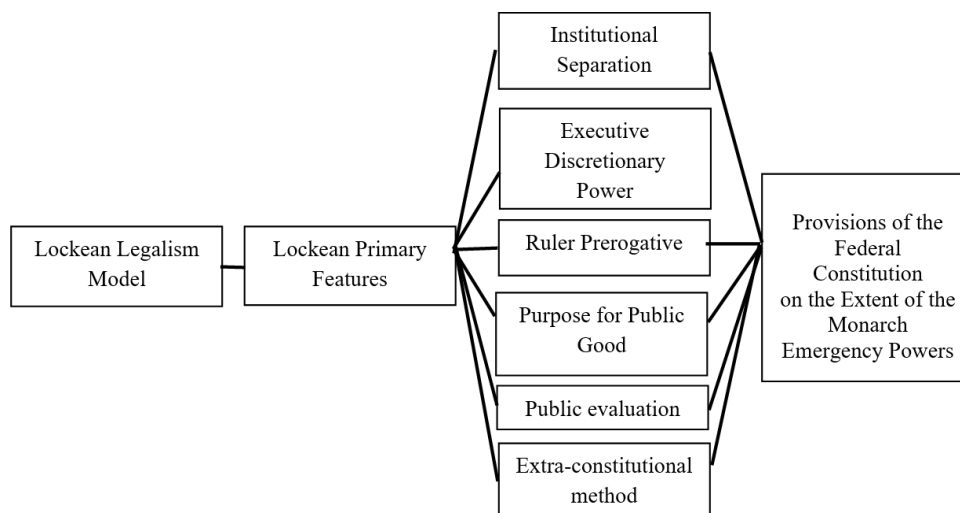 Lockean Legalism
Model
Lockean Primary
Features
Institutional
Separation
Executive
Discretionary
Power
Ruler Prerogative
Purpose for Public
Good
Public evaluation
Extra-constitutional
method
Provisions of the
Federal
Constitution
on the Extent of the
Monarch
Emergency Powers